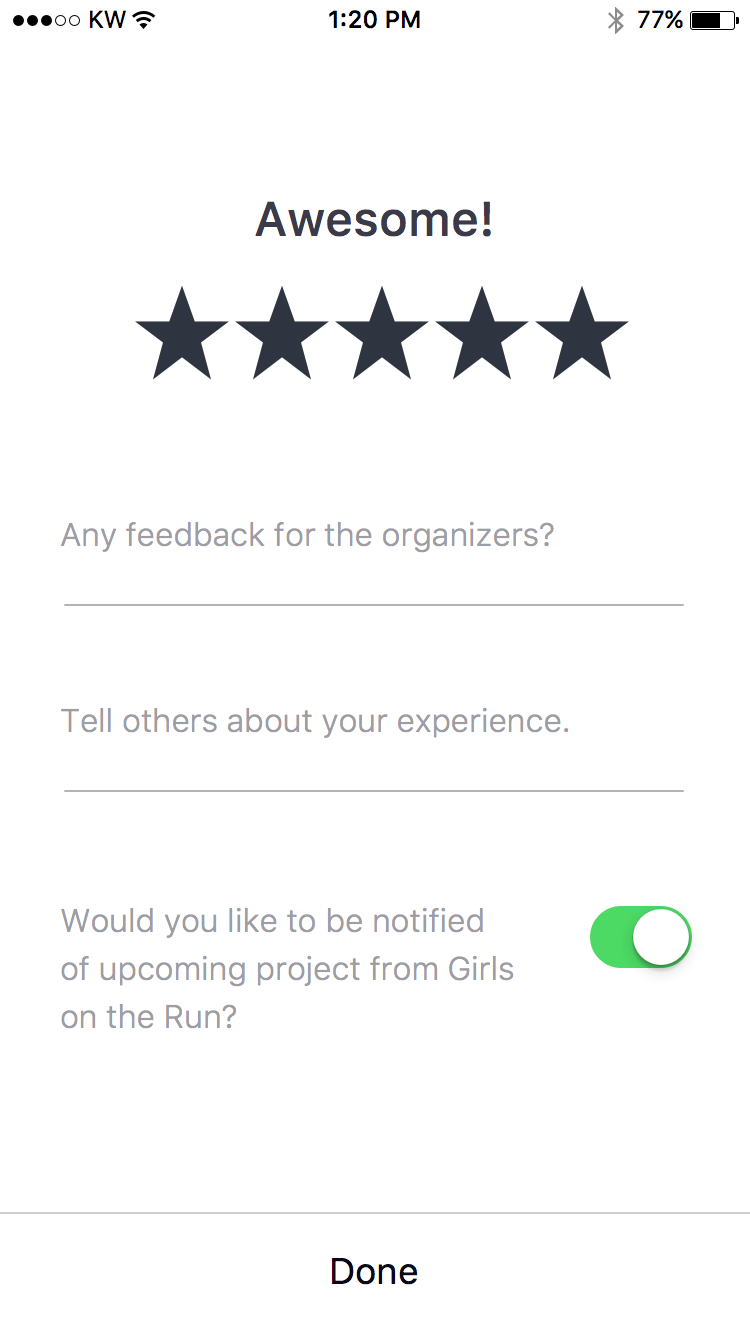 KW 1:20 PM 77%
Awesome!
Any feedback for the organizers?
Tell others about your experience.
Would you like to be notified
of upcoming project from Girls
on the Run?
Done